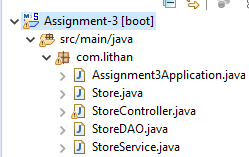 Assignment-3 [boot]
src/main/java
com.lithan
Assignment3Application.java
Store.java
StoreController.java
StoreDAO.java
StoreService.java